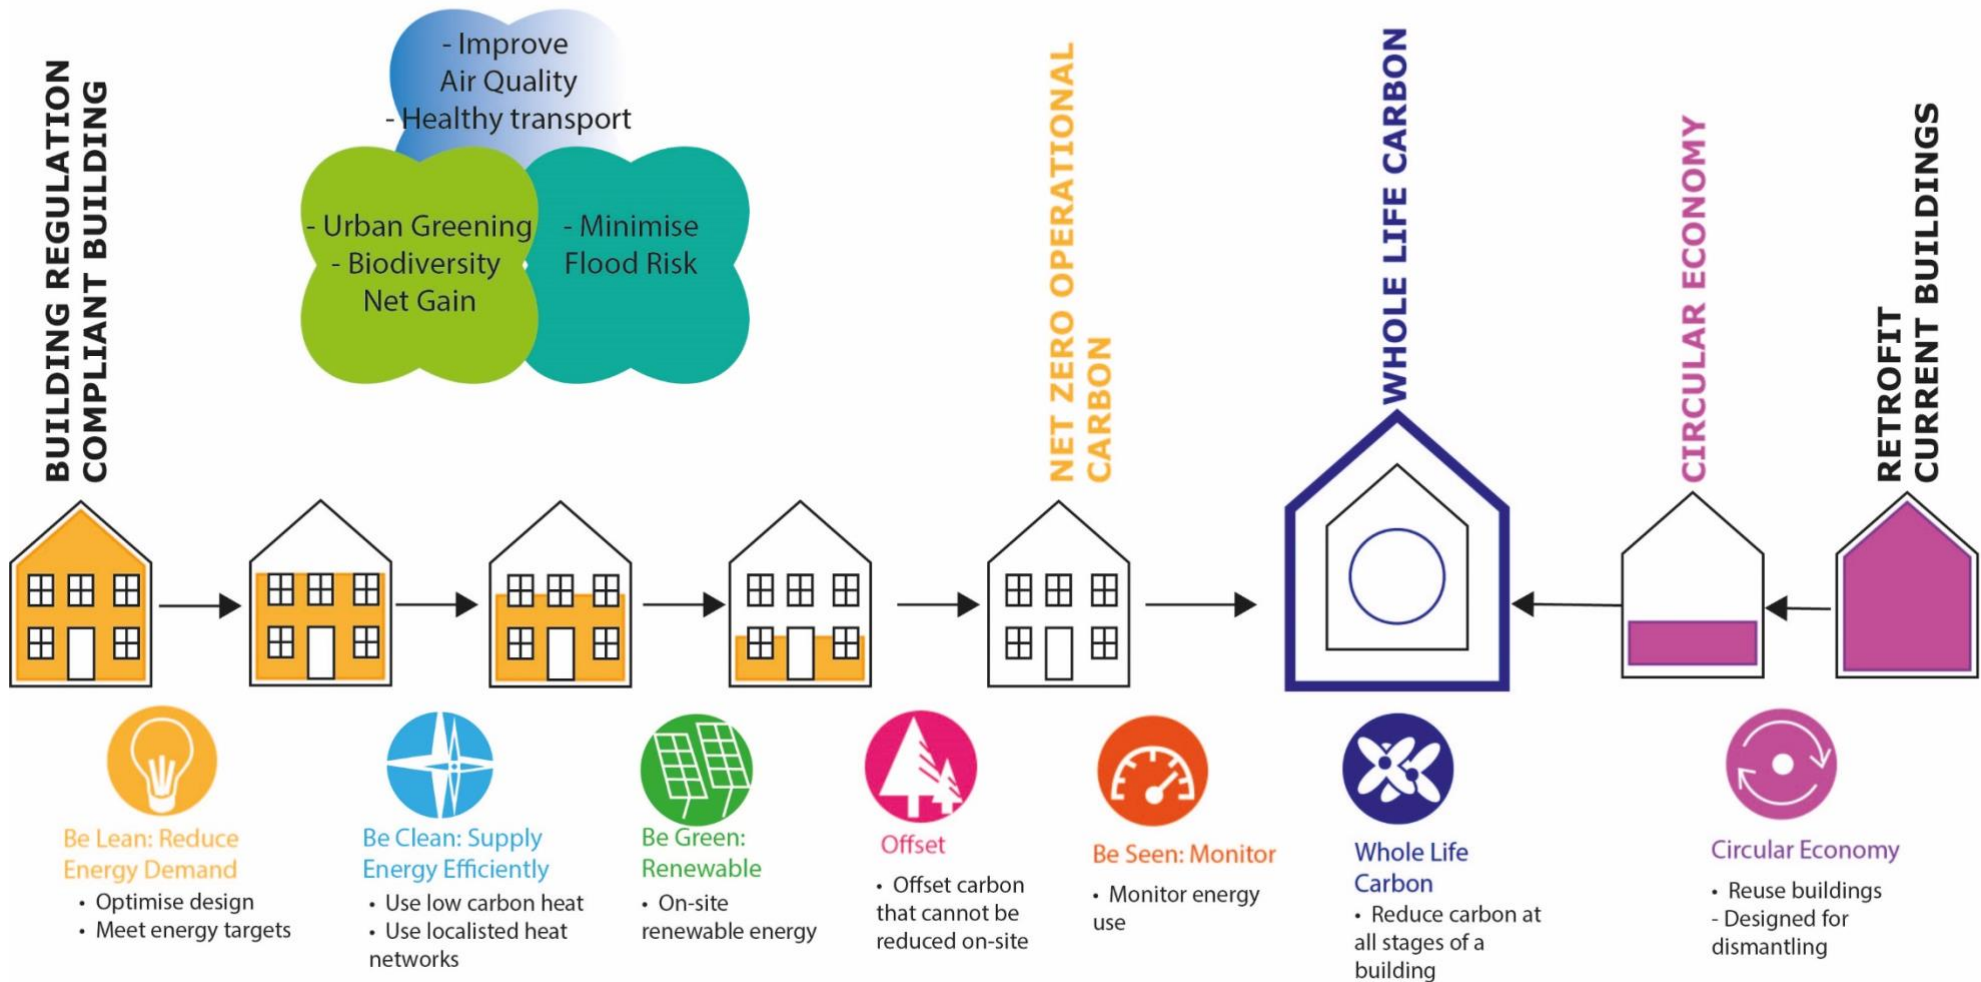 BUILDING REGULATION
COMPLIANT BUILDING
- Improve
Air Quality
- Healthy transport
- Urban Greening
- Biodiversity
Net Gain
- Minimise
Flood Risk
NET ZERO OPERATIONAL
CARBON
WHOLE LIFE CARBON
CIRCULAR ECONOMY
RETROFIT
CURRENT BUILDINGS
Be Lean: Reduce
Energy Demand
• Optimise design
• Meet energy targets
Be Clean: Supply
Energy Efficiently
• Use low carbon heat
• Use localisted heat
networks
Be Green:
Renewable
• On-site
renewable energy
Offset
• Offset carbon
that cannot be
reduced on-site
Be Seen: Monitor
• Monitor energy
use
Whole Life
Carbon
• Reduce carbon at
all stages of a
building
Circular Economy
• Reuse buildings
- Designed for
dismantling